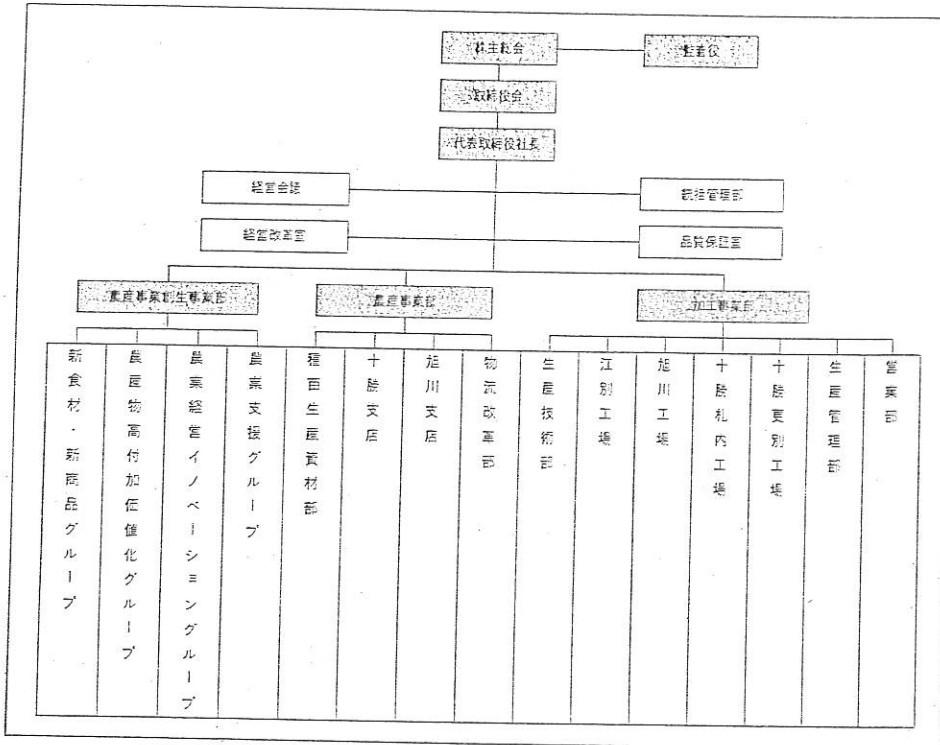 株主総会
監査役
取締役会
代表取締役社長
経営会議
統括管理部
経営改革室
品質保証室
農産事業創生事業部
農産事業部
加工事業部
新食材・新商品グループ
農産物高付加価値化グループ
農業経営イノベーショングループ
農業支援グループ
種苗生産資材部
十勝支店
旭川支店
物流改革部
生産技術部
江別工場
旭川工場
十勝札内工場
十勝更別工場
生産管理部
営業部